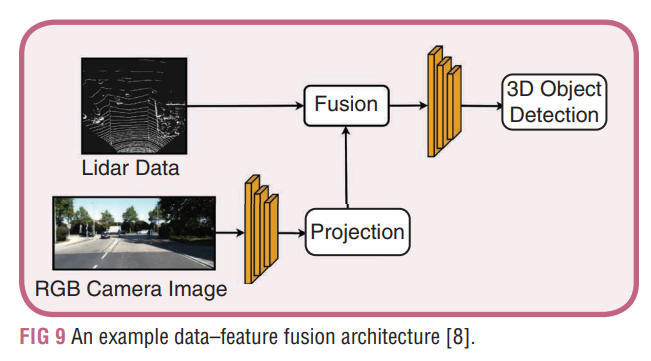 Lidar Data
Fusion
3D Object
Detection
RGB Camera Image
Projection
FIG 9 An example data–feature fusion architecture [8].